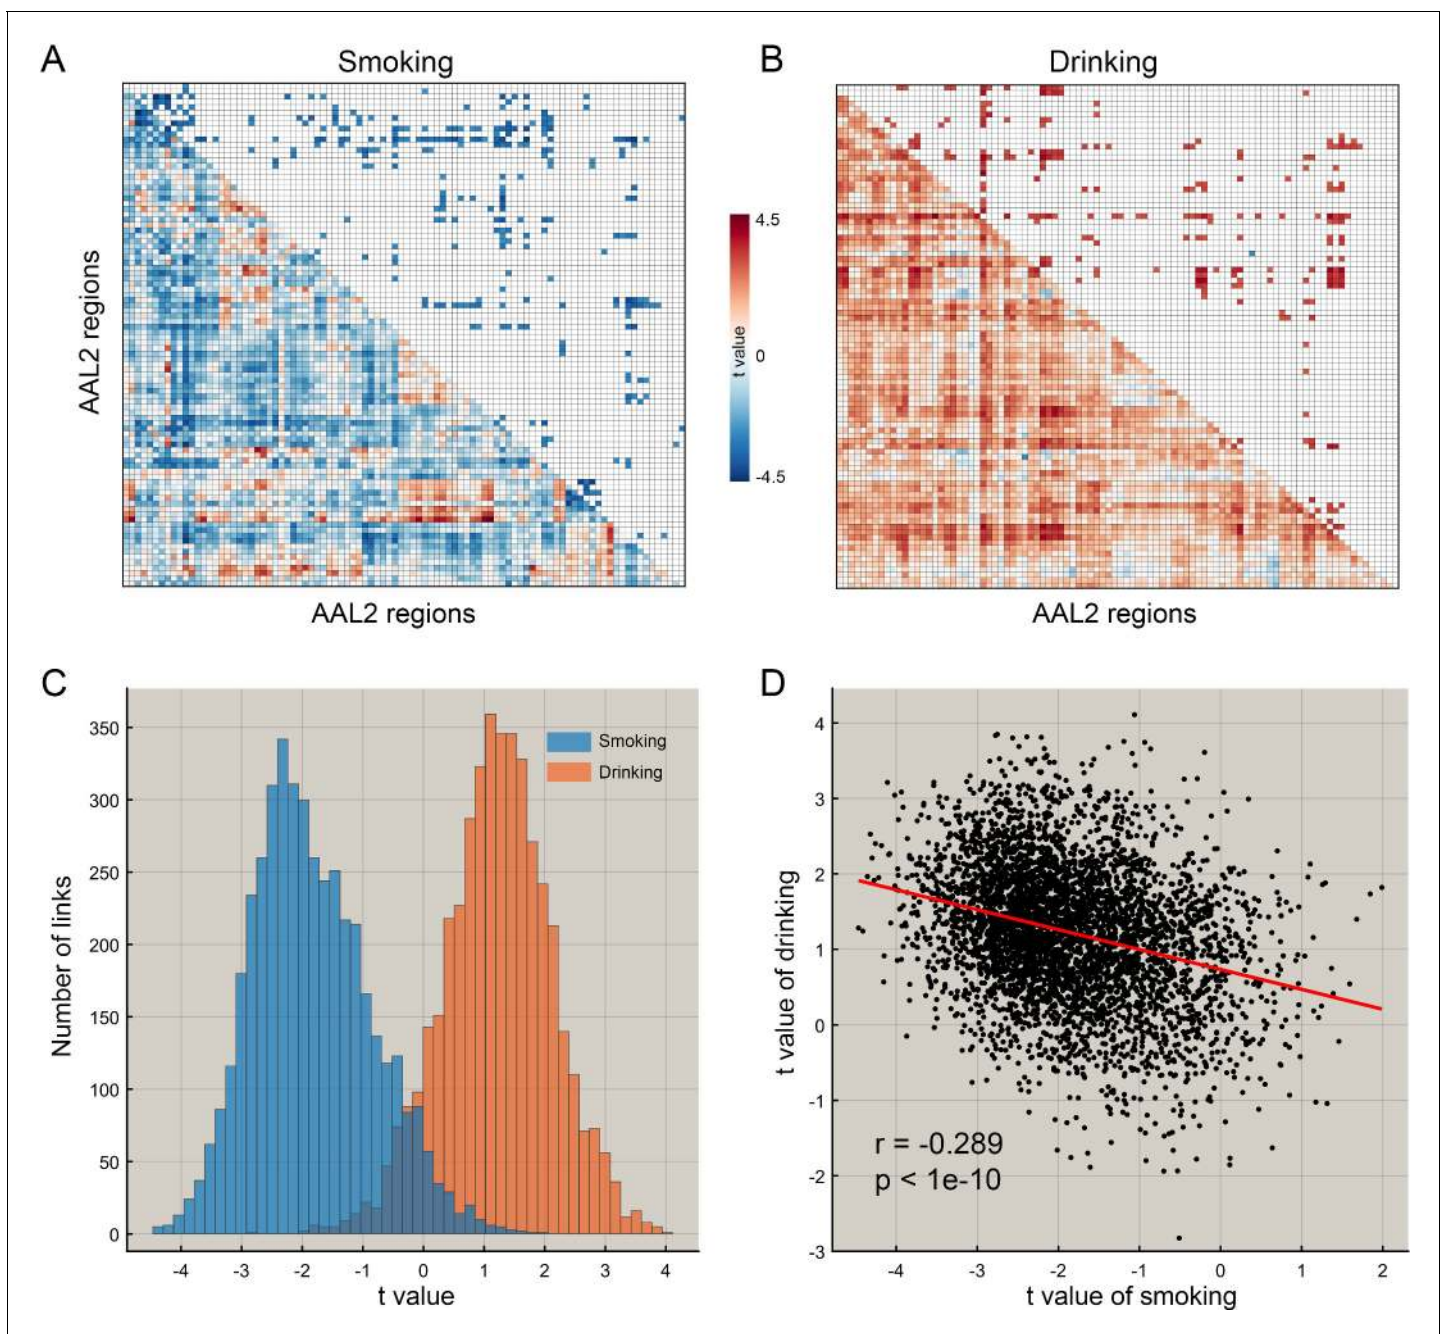 A
Smoking
B
Drinking
AAL2 regions
4.5
t value
0
-4.5
AAL2 regions
AAL2 regions
C
350
300
250
200
150
100
50
0
Number of links
Smoking
Drinking
-4 -3 -2 -1 0 1 2 3 4
t value
D
4
3
2
1
0
-1
-2
-3
t value of drinking
r = -0.289
p < 1e-10
-4 -3 -2 -1 0 1 2
t value of smoking